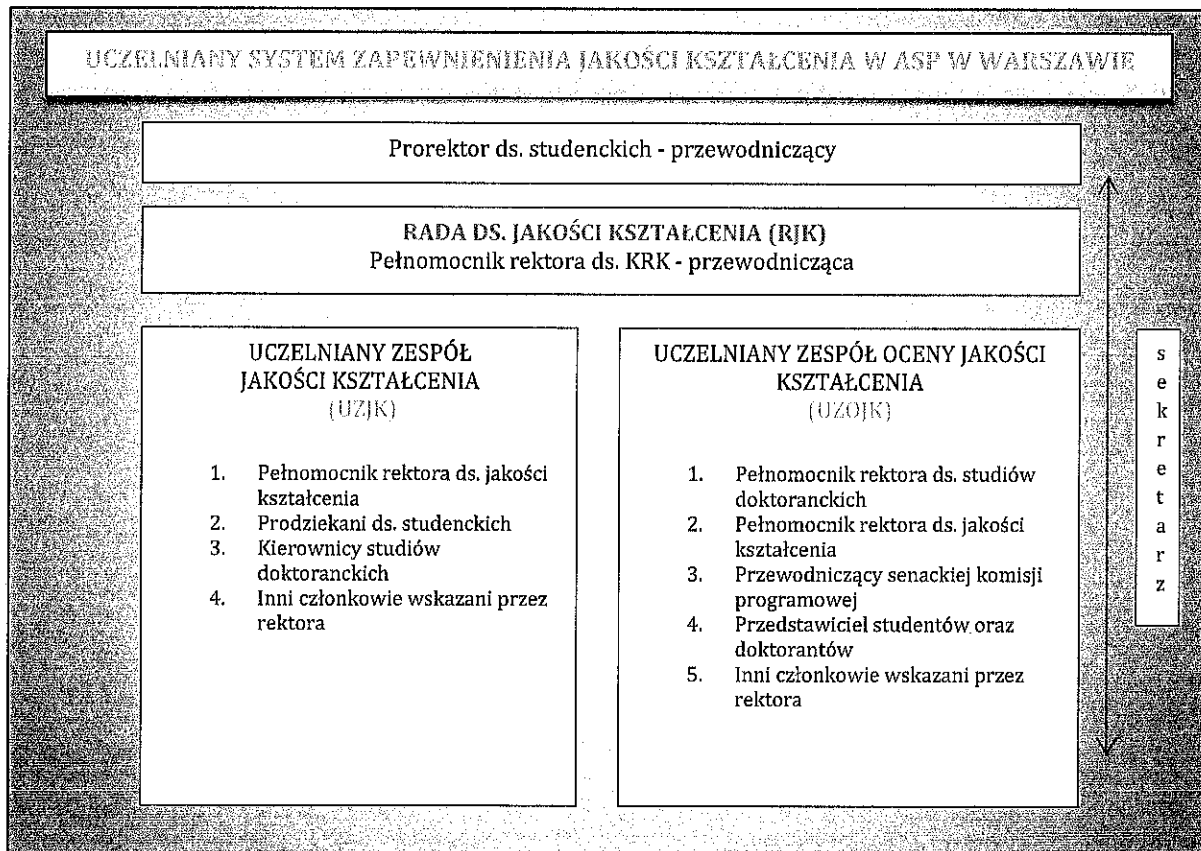 UCZELNIANY SYSTEM ZAPEWNIENIENIA JAKOŚCI KSZTAŁCENIA W ASP W WARSZAWIE
Prorektor ds. studenckich - przewodniczący
RADA DS. JAKOŚCI KSZTAŁCENIA (RJK)
Pełnomocnik rektora ds. KRK - przewodnicząca
UCZELNIANY ZESPÓŁ
JAKOŚCI KSZTAŁCENIA
(UZJK)
1. Pełnomocnik rektora ds. jakości
kształcenia
2. Prodziekani ds. studenckich
3. Kierownicy studiów
doktoranckich
4. Inni członkowie wskazani przez
rektora
UCZELNIANY ZESPÓŁ OCENY JAKOŚCI
KSZTAŁCENIA
(UZOJK)
1. Pełnomocnik rektora ds. studiów
doktoranckich
2. Pełnomocnik rektora ds. jakości
kształcenia
3. Przewodniczący senackiej komisji
programowej
4. Przedstawiciel studentów oraz
doktorantów
5. Inni członkowie wskazani przez
rektora
sekretarz